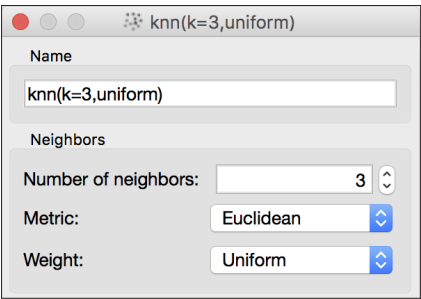 knn(k=3,uniform)
Name
knn(k=3,uniform)
Neighbors
Number of neighbors: 3
Metric: Euclidean
Weight: Uniform